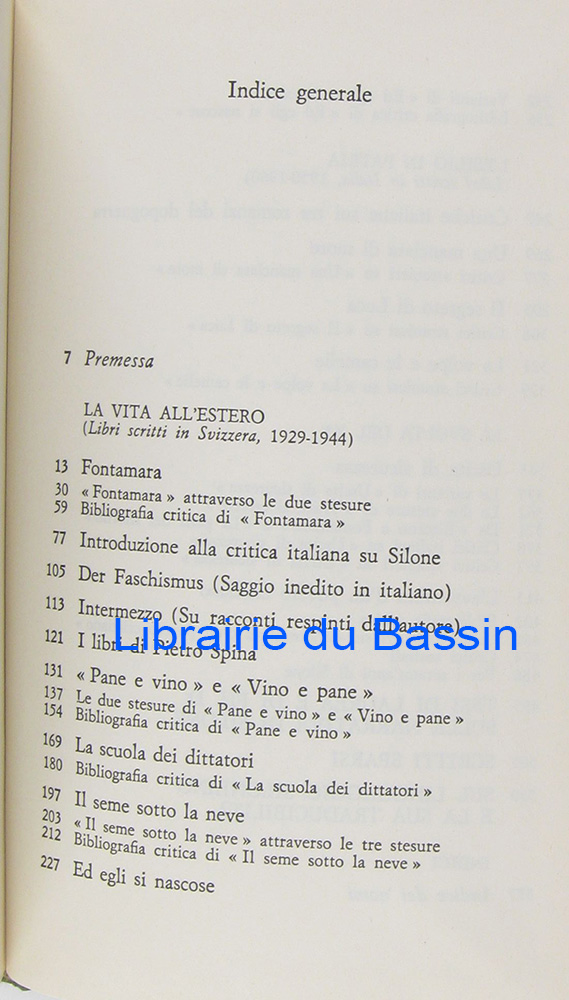 Indice generale
7 Premessa
LA VITA ALL'ESTERO
(Libri scritti in Svizzera, 1929-1944)
13 Fontamara
30 « Fontamara » attraverso le due stesure
59 Bibliografia critica di « Fontamara »
77 Introduzione alla critica italiana su Silone
105 Der Faschismus (Saggio inedito in italiano)
113 Intermezzo (Su racconti respinti dall'autore)
Librairie du Bassin
121 I libri di Pietro Spina
131 « Pane e vino » e « Vino e pane »
137 Le due stesure di « Pane e vino » e « Vino e pane »
154 Bibliografia critica di « Pane e vino »
169 La scuola dei dittatori
180 Bibliografia critica di « La scuola dei dittatori »
197 Il seme sotto la neve
203 « Il seme sotto la neve » attraverso le tre stesure
212 Bibliografia critica di « Il seme sotto la neve »
227 Ed egli si nascose